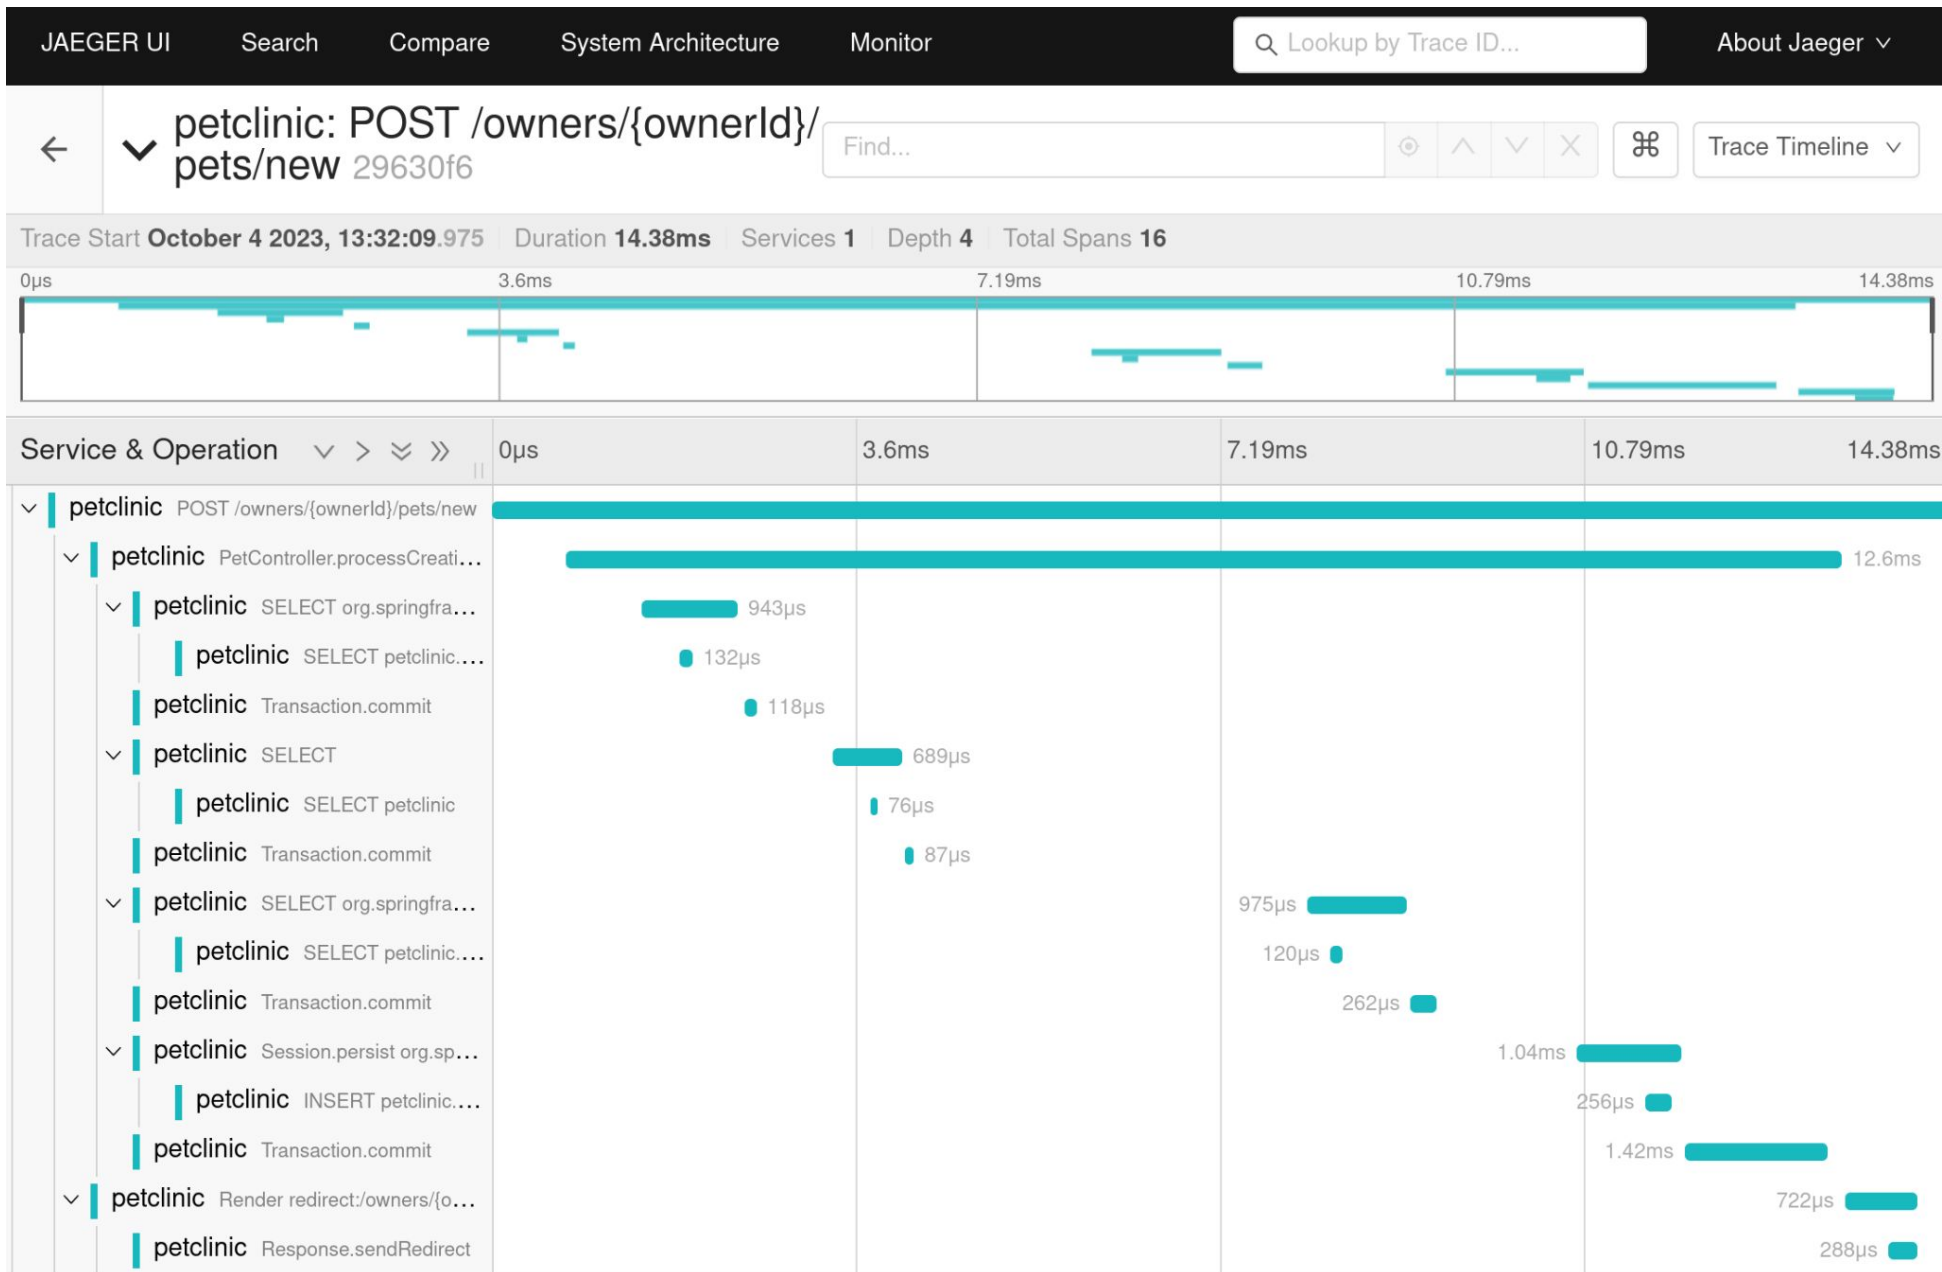 JAEGER UI Search Compare System Architecture Monitor Lookup by Trace ID... About Jaeger
petclinic: POST /owners/{ownerId}/
pets/new 29630f6
Find...
⌘
Trace Timeline
Trace Start October 4 2023, 13:32:09.975 Duration 14.38ms Services 1 Depth 4 Total Spans 16
0μs 3.6ms 7.19ms 10.79ms 14.38ms
Service & Operation 0μs 3.6ms 7.19ms 10.79ms 14.38ms
petclinic POST /owners/{ownerId}/pets/new
petclinic PetController.processCreati... 12.6ms
petclinic SELECT org.springfra... 943μs
petclinic SELECT petclinic.... 132μs
petclinic Transaction.commit 118μs
petclinic SELECT 689μs
petclinic SELECT petclinic 76μs
petclinic Transaction.commit 87μs
petclinic SELECT org.springfra... 975μs
petclinic SELECT petclinic.... 120μs
petclinic Transaction.commit 262μs
petclinic Session.persist org.sp... 1.04ms
petclinic INSERT petclinic.... 256μs
petclinic Transaction.commit 1.42ms
petclinic Render redirect:/owners/{o... 722μs
petclinic Response.sendRedirect 288μs